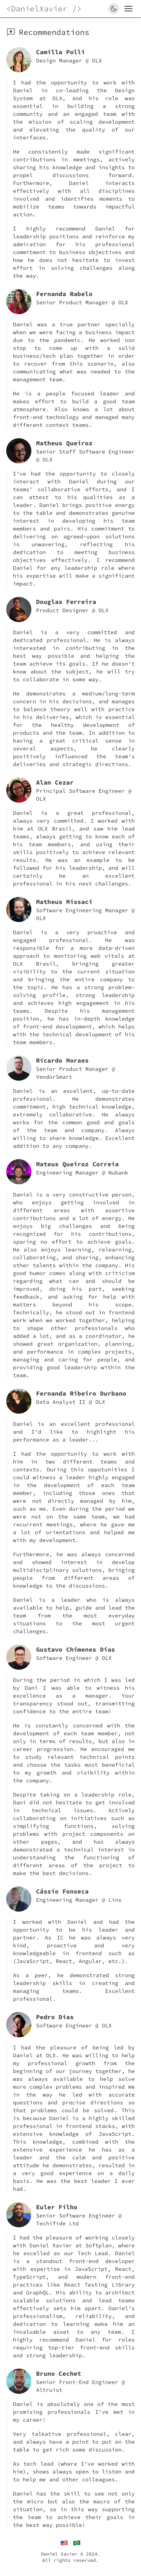 <DanielXavier />
Recommendations
Camilla Polli
Design Manager @ OLX
I had the opportunity to work with
Daniel in co-leading the Design
System at OLX, and his role was
essential in building a strong
community and an engaged team with
the mission of scaling development
and elevating the quality of our
interfaces.
He consistently made significant
contributions in meetings, actively
sharing his knowledge and insights to
propel discussions forward.
Furthermore, Daniel interacts
effectively with all disciplines
involved and identifies moments to
mobilize teams towards impactful
action.
I highly recommend Daniel for
leadership positions and reinforce my
admiration for his professional
commitment to business objectives and
how he does not hesitate to invest
effort in solving challenges along
the way.
Fernanda Rabelo
Senior Product Manager @ OLX
Daniel was a true partner specially
when we were facing a business impact
due to the pandemic. He worked non
stop to come up with a solid
business/tech plan together in order
to recover from this scenario, also
communicating what was needed to the
management team.
He is a people focused leader and
makes effort to build a good team
atmosphere. Also knows a lot about
front-end technology and managed many
different context teams.
Matheus Queiroz
Senior Staff Software Engineer
@ OLX
I've had the opportunity to closely
interact with Daniel during our
teams' collaborative efforts, and I
can attest to his qualities as a
leader. Daniel brings positive energy
to the table and demonstrates genuine
interest in developing his team
members and pairs. His commitment to
delivering on agreed-upon solutions
is unwavering, reflecting his
dedication to meeting business
objectives effectively. I recommend
Daniel for any leadership role where
his expertise will make a significant
impact.
Douglas Ferreira
Product Designer @ OLX
Daniel is a very committed and
dedicated professional. He is always
interested in contributing in the
best way possible and helping the
team achieve its goals. If he doesn't
know about the subject, he will try
to collaborate in some way.
He demonstrates a medium/long-term
concern in his decisions, and manages
to balance theory well with practice
in his deliveries, which is essential
for the healthy development of
products and the team. In addition to
having a great critical sense in
several aspects, he clearly
positively influenced the team's
deliveries and strategic directions.
Alan Cezar
Principal Software Engineer @
OLX
Daniel is a great professional,
always very committed. I worked with
him at OLX Brasil, and saw him lead
teams, always getting to know each of
his team members, and using their
skills positively to achieve relevant
results. He was an example to be
followed for his leadership, and will
certainly be an excellent
professional in his next challenges.
Matheus Missaci
Software Engineering Manager @
OLX
Daniel is a very proactive and
engaged professional. He was
responsible for a more data-driven
approach to monitoring web vitals at
OLX Brasil, bringing greater
visibility to the current situation
and bringing the entire company to
the topic. He has a strong problem-
solving profile, strong leadership
and achieves high engagement in his
teams. Despite his management
position, he has in-depth knowledge
of front-end development, which helps
with the technical development of his
team members.
Ricardo Moraes
Senior Product Manager @
VendorSmart
Daniel is an excellent, up-to-date
professional. He demonstrates
commitment, high technical knowledge,
extremely collaborative. He always
works for the common good and goals
of the team and company. Always
willing to share knowledge. Excellent
addition to any company.
Mateus Queiroz Correia
Engineering Manager @ Nubank
Daniel is a very constructive person,
who enjoys getting involved in
different areas with assertive
contributions and a lot of energy. He
enjoys big challenges and being
recognized for his contributions,
sparing no effort to achieve goals.
He also enjoys learning, relearning,
collaborating, and sharing, enhancing
other talents within the company. His
good humor comes along with criticism
regarding what can and should be
improved, doing his part, seeking
feedback, and asking for help with
matters beyond his scope.
Technically, he stood out in frontend
work when we worked together, helping
to shape other professionals who
added a lot, and as a coordinator, he
showed great organization, planning,
and performance in complex projects,
managing and caring for people, and
providing good leadership within the
team.
Fernanda Ribeiro Durbano
Data Analyst II @ OLX
Daniel is an excellent professional
and I'd like to highlight his
performance as a leader...
I had the opportunity to work with
him in two different teams and
contexts. During this opportunities I
could witness a leader highly engaged
in the development of each team
member, including those ones that
were not directly managed by him,
such as me. Even during the period we
were not on the same team, we had
recurrent meetings, where he gave me
a lot of orientations and helped me
with my development.
Furthermore, he was always concerned
and showed interest in develop
multidisciplinary solutions, bringing
people from different areas of
knowledge to the discussions.
Daniel is a leader who is always
available to help, guide and lead the
team from the most everyday
situations to the most urgent
challenges.
Gustavo Chimenes Dias
Software Engineer @ OLX
During the period in which I was led
by Dani I was able to witness his
excellence as a manager. Your
transparency stood out, transmitting
confidence to the entire team!
He is constantly concerned with the
development of each team member, not
only in terms of results, but also in
career progression. He encouraged me
to study relevant technical points
and choose the tasks most beneficial
to my growth and visibility within
the company.
Despite taking on a leadership role,
Dani did not hesitate to get involved
in technical issues. Actively
collaborating on initiatives such as
simplifying functions, solving
problems with project components on
other pages, and has always
demonstrated a technical interest in
understanding the functioning of
different areas of the project to
make the best decisions.
Cássio Fonseca
Engineering Manager @ Linx
I worked with Daniel and had the
opportunity to be his leader and
partner. As IC he was always very
kind, proactive and very
knowledgeable in frontend such as
(JavaScript, React, Angular, etc.).
As a peer, he demonstrated strong
leadership skills in creating and
managing teams. Excellent
professional.
Pedro Dias
Software Engineer @ OLX
I had the pleasure of being led by
Daniel at OLX. He was willing to help
my professional growth from the
beginning of our journey together, he
was always available to help solve
more complex problems and inspired me
in the way he led with accurate
questions and precise directions so
that problems could be solved. This
is because Daniel is a highly skilled
professional in frontend stacks, with
extensive knowledge of JavaScript.
This knowledge, combined with the
extensive experience he has as a
leader and the calm and positive
attitude he demonstrates, resulted in
a very good experience on a daily
basis. He was the best leader I ever
had.
Euler Filho
Senior Software Engineer @
Techifide Ltd
I had the pleasure of working closely
with Daniel Xavier at Softplan, where
he excelled as our Tech Lead. Daniel
is a standout front-end developer
with expertise in JavaScript, React,
TypeScript, and modern front-end
practices like React Testing Library
and GraphQL. His ability to architect
scalable solutions and lead teams
effectively sets him apart. Daniel's
professionalism, reliability, and
dedication to learning make him an
invaluable asset to any team. I
highly recommend Daniel for roles
requiring top-tier front-end skills
and strong leadership.
Bruno Cechet
Senior Front-End Engineer @
Altruist
Daniel is absolutely one of the most
promising professionals I've met in
my career:
Very talkative professional, clear,
and always have a point to put on the
table to get rich some discussion.
As tech lead (where I've worked with
him), shows always open to listen and
to help me and other colleagues.
Daniel has the skill to see not only
the micro but also the macro of the
situation, so in this way supporting
the team to achieve their goals in
the best way possible!
Daniel Xavier © 2024.
All rights reserved.